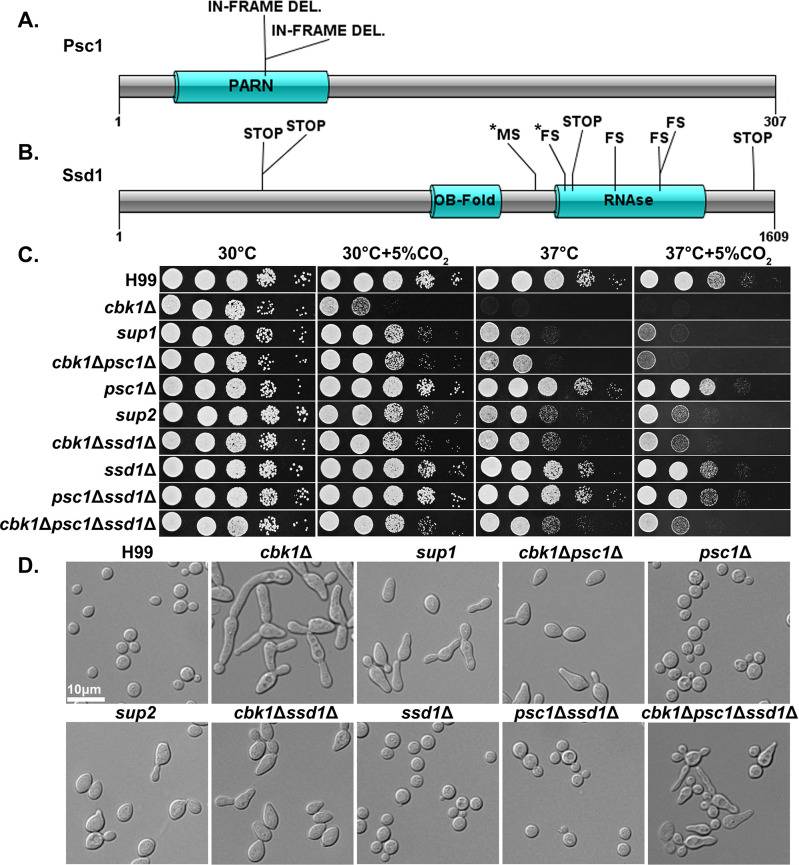 A.
IN-FRAME DEL.
IN-FRAME DEL.
Psc1
PARN
1 307
B.
STOP STOP *MS *FS STOP FS FS FS STOP
Ssd1
OB-Fold RNAse
1 1609
C.
30°C 30°C+5%CO₂ 37°C 37°C+5%CO₂
H99
cbk1Δ
sup1
cbk1Δpsc1Δ
psc1Δ
sup2
cbk1Δssd1Δ
ssd1Δ
psc1Δssd1Δ
cbk1Δpsc1Δssd1Δ
D.
H99 cbk1Δ sup1 cbk1Δpsc1Δ psc1Δ
10µm
sup2 cbk1Δssd1Δ ssd1Δ psc1Δssd1Δ cbk1Δpsc1Δssd1Δ